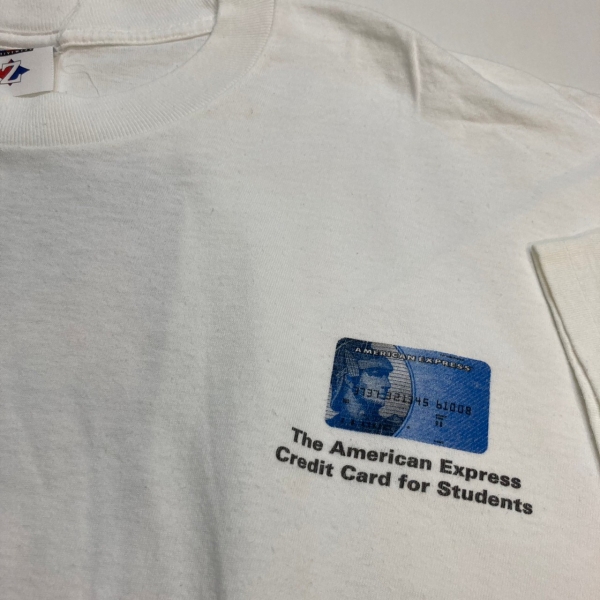 AMERICAN EXPRESS
The American Express
Credit Card for Students